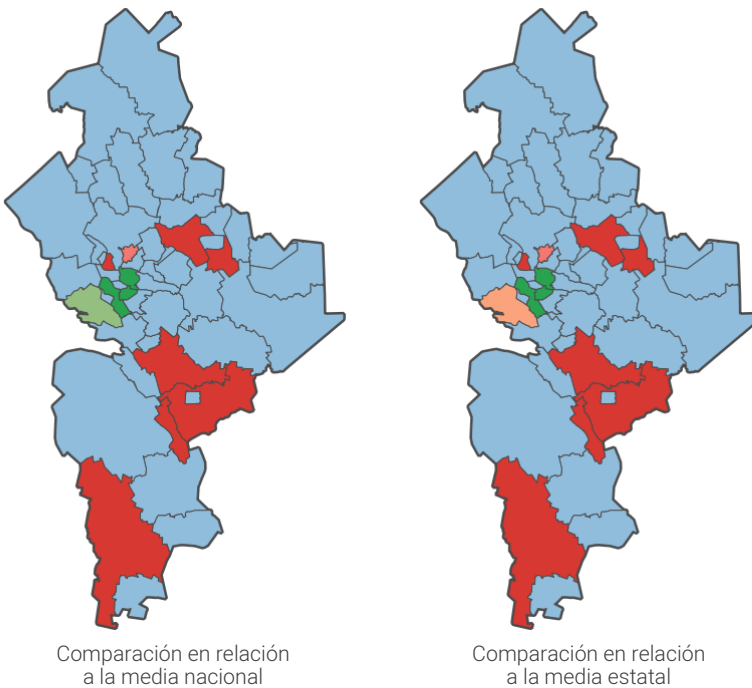 Comparación en relación
a la media nacional
Comparación en relación
a la media estatal